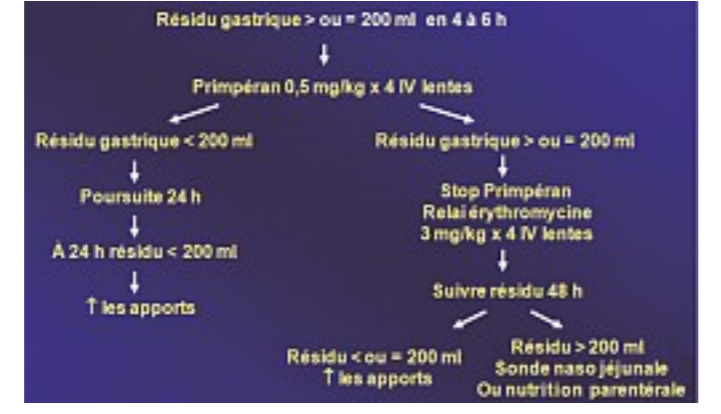 Résidu gastrique > ou = 200 ml en 4 à 6 h
Primpéran 0,5 mg/kg x 4 IV lentes
Résidu gastrique < 200 ml
Résidu gastrique > ou = 200 ml
Poursuite 24 h
Stop Primpéran
Relai érythromycine
3 mg/kg x 4 IV lentes
À 24 h résidu < 200 ml
Suivre résidu 48 h
↑ les apports
Résidu < ou = 200 ml
↑ les apports
Résidu > 200 ml
Sonde naso jéjunale
Ou nutrition parentérale